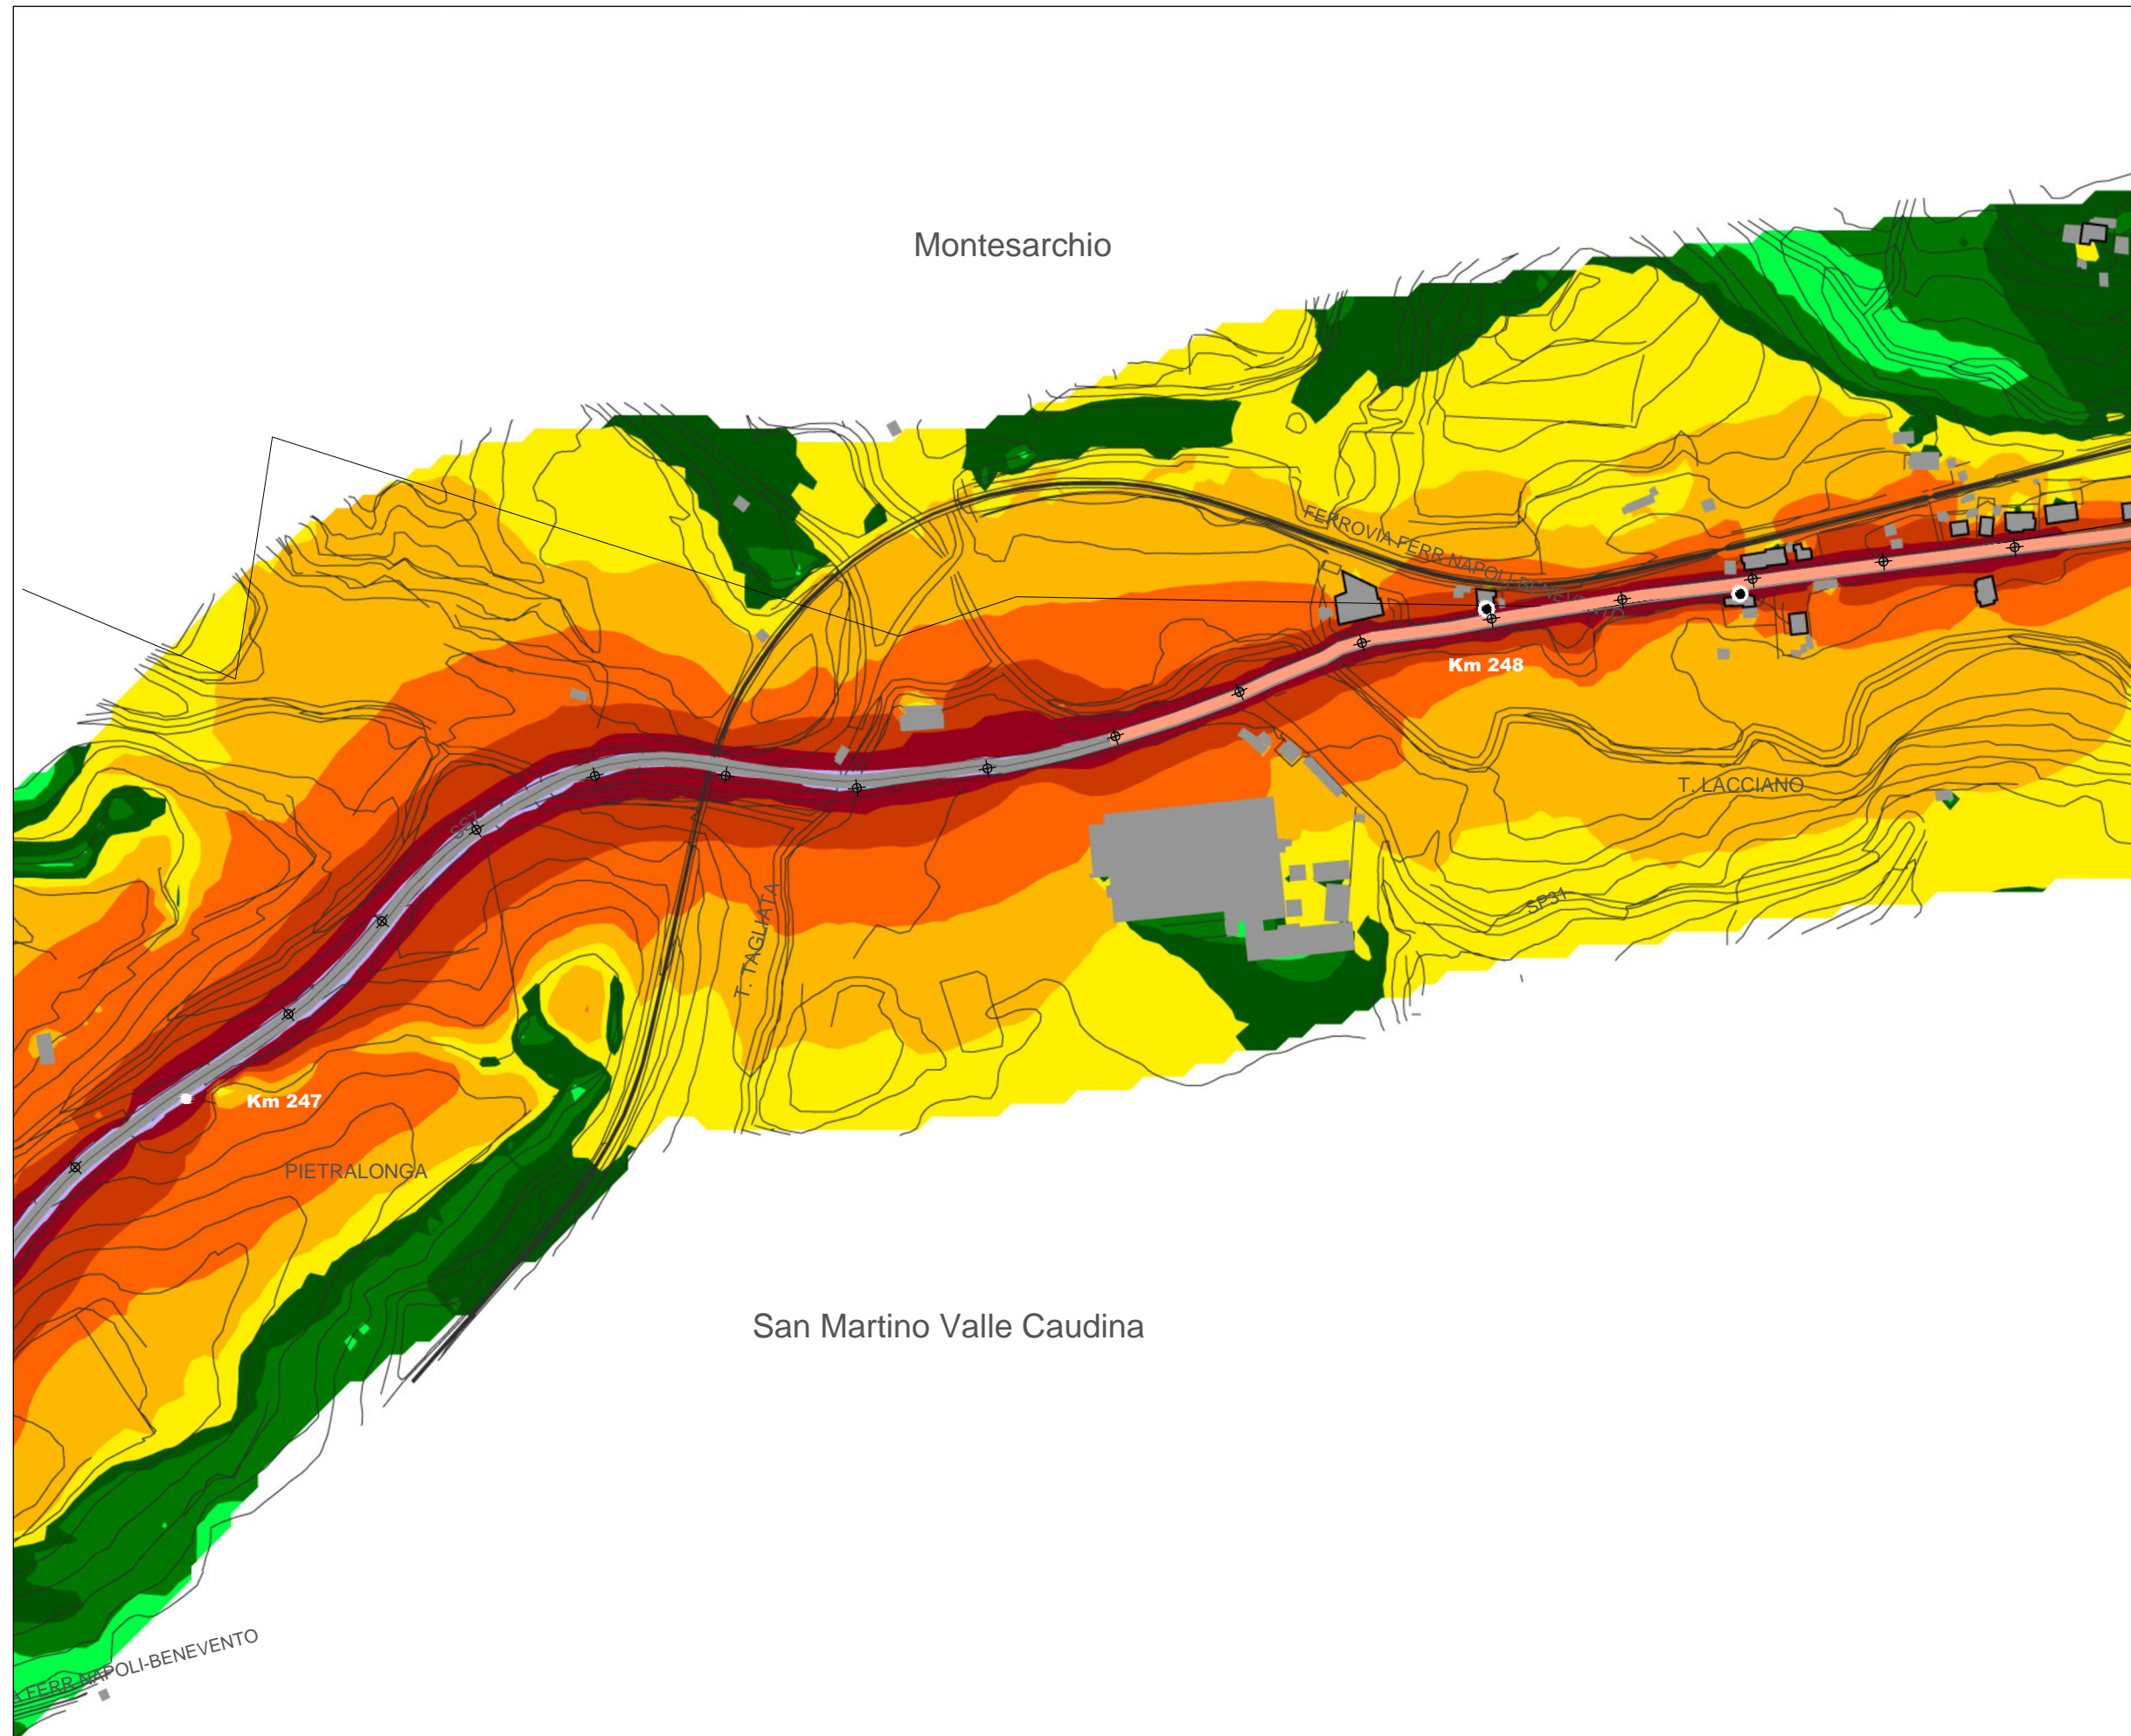 Montesarchio
FERROVIA FERR.NAPOLI-BENEVENTO
Km 248
T. LACCIANO
SS7
T. TAGLIATA
SP31
Km 247
PIETRALONGA
San Martino Valle Caudina
A FERR.NAPOLI-BENEVENTO